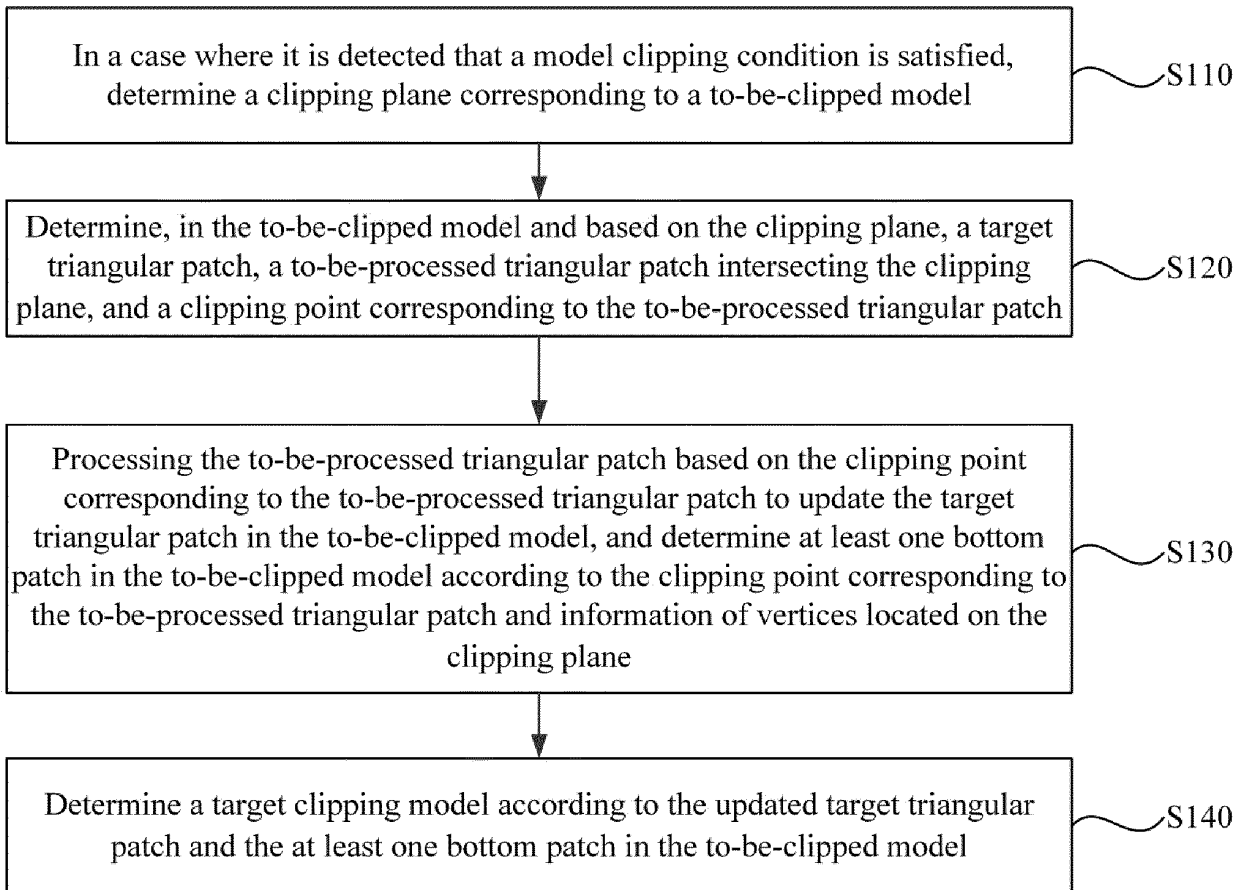 In a case where it is detected that a model clipping condition is satisfied,
determine a clipping plane corresponding to a to-be-clipped model
S110
Determine, in the to-be-clipped model and based on the clipping plane, a target
triangular patch, a to-be-processed triangular patch intersecting the clipping
plane, and a clipping point corresponding to the to-be-processed triangular patch
S120
Processing the to-be-processed triangular patch based on the clipping point
corresponding to the to-be-processed triangular patch to update the target
triangular patch in the to-be-clipped model, and determine at least one bottom
patch in the to-be-clipped model according to the clipping point corresponding to
the to-be-processed triangular patch and information of vertices located on the
clipping plane
S130
Determine a target clipping model according to the updated target triangular
patch and the at least one bottom patch in the to-be-clipped model
S140